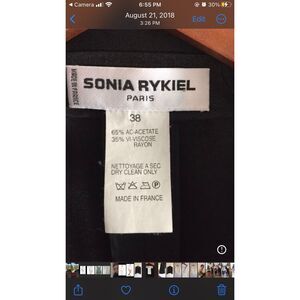 Camera 6:55 PM 30%
August 21, 2018
3:26 PM
Edit
MADE IN FRANCE
SONIA RYKIEL
PARIS
38
65% AC-ACETATE
35% VI-VISCOSE
RAYON
NETTOYAGE A SEC
DRY CLEAN ONLY
MADE IN FRANCE